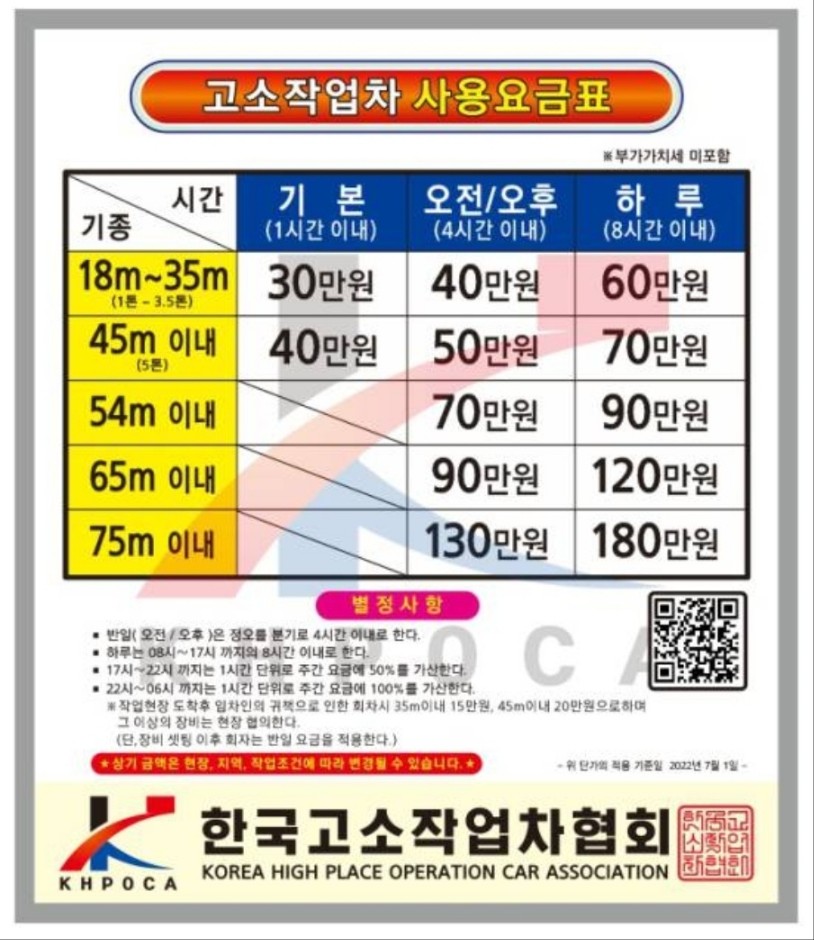 고소작업차 사용요금표
※부가가치세 미포함
시간
기종
기 본
(1시간 이내)
오전/오후
(4시간 이내)
하 루
(8시간 이내)
18m~35m
(1톤 - 3.5톤)
30만원 40만원 60만원
45m 이내
(5톤)
40만원 50만원 70만원
54m 이내 70만원 90만원
65m 이내 90만원 120만원
75m 이내 130만원 180만원
별정사항
▪ 반일( 오전 / 오후 )은 정오를 분기로 4시간 이내로 한다.
▪ 하루는 08시~17시 까지의 8시간 이내로 한다.
▪ 17시~22시 까지는 1시간 단위로 주간 요금에 50%를 가산한다.
▪ 22시~06시 까지는 1시간 단위로 주간 요금에 100%를 가산한다.
※작업현장 도착후 임차인의 귀책으로 인한 회차시 35m이내 15만원, 45m이내 20만원으로하며
그 이상의 장비는 현장 협의한다.
(단,장비 셋팅 이후 회차는 반일 요금을 적용한다.)
★상기 금액은 현장, 지역, 작업조건에 따라 변경될 수 있습니다.★
- 위 단가의 적용 기준일 2022년 7월 1일 -
KHPOCA
KHPOCA
한국고소작업차협회
KOREA HIGH PLACE OPERATION CAR ASSOCIATION